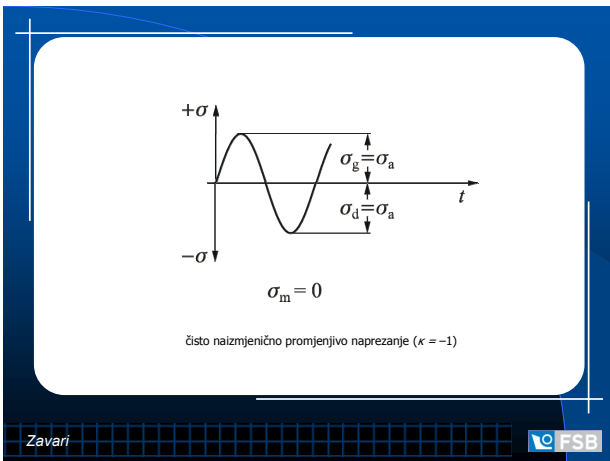 +σ
σg=σa
t
σd=σa
−σ
σm = 0
čisto naizmjenično promjenjivo naprezanje (κ = −1)
Zavari
FSB